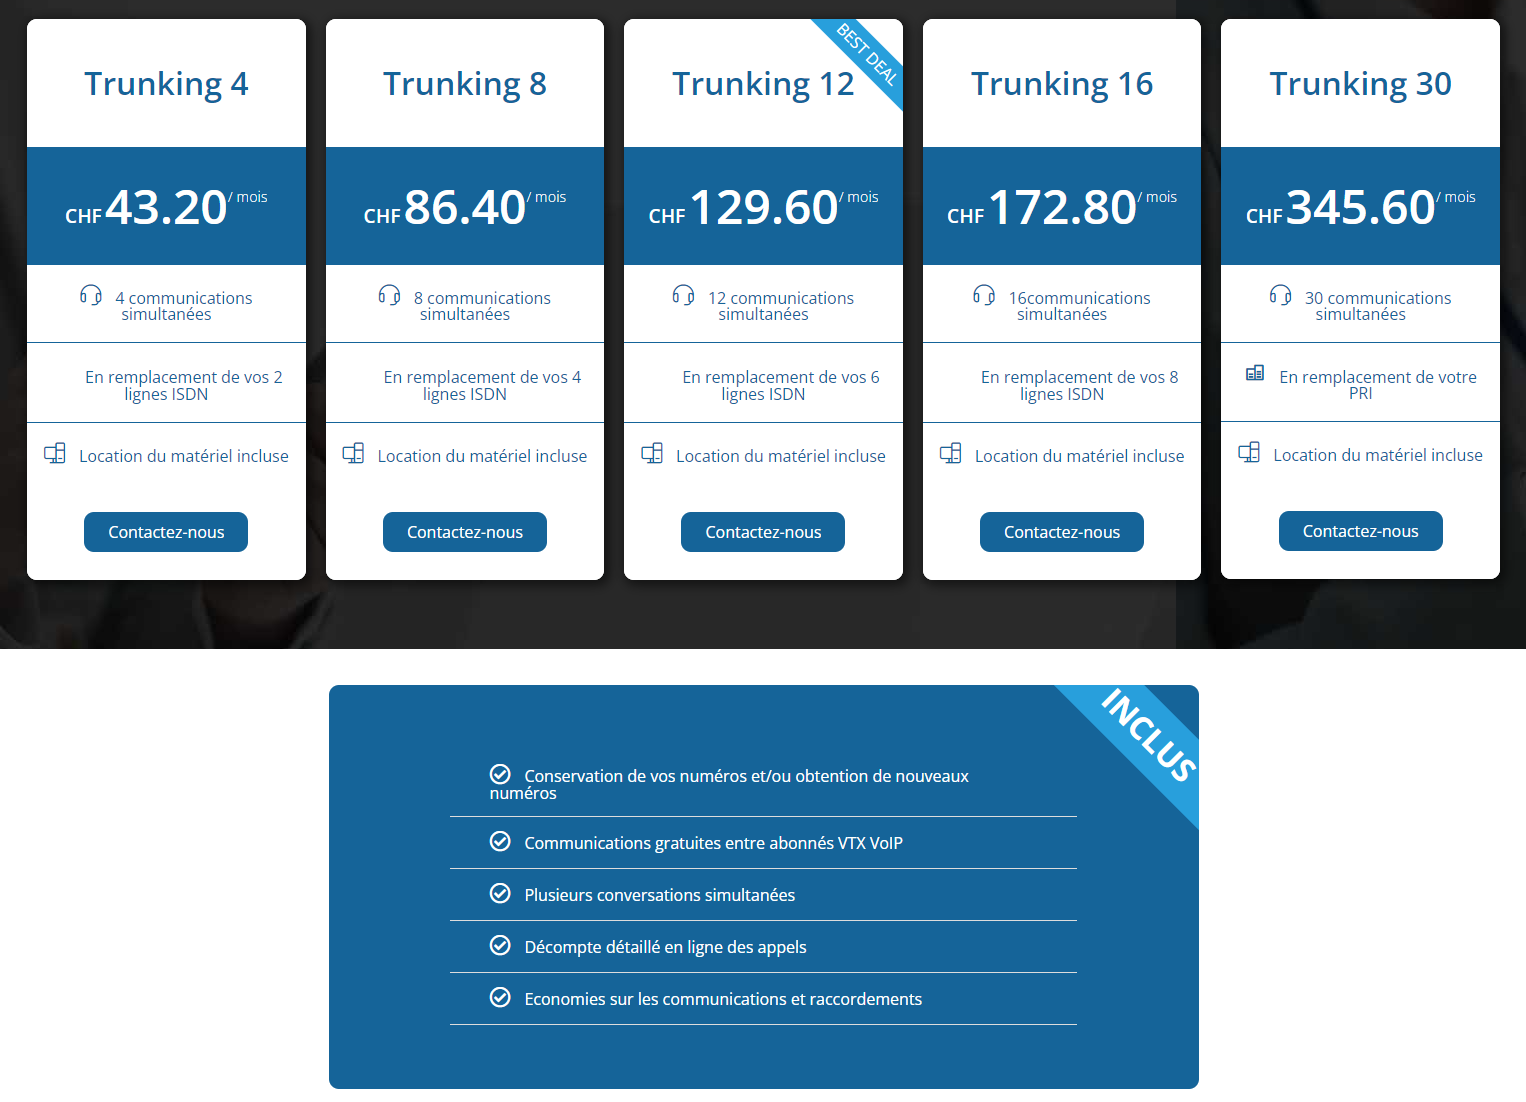 Trunking 4
CHF 43.20 / mois
4 communications
simultanées
En remplacement de vos 2
lignes ISDN
Location du matériel incluse
Contactez-nous
Trunking 8
CHF 86.40 / mois
8 communications
simultanées
En remplacement de vos 4
lignes ISDN
Location du matériel incluse
Contactez-nous
BEST DEAL
Trunking 12
CHF 129.60 / mois
12 communications
simultanées
En remplacement de vos 6
lignes ISDN
Location du matériel incluse
Contactez-nous
Trunking 16
CHF 172.80 / mois
16communications
simultanées
En remplacement de vos 8
lignes ISDN
Location du matériel incluse
Contactez-nous
Trunking 30
CHF 345.60 / mois
30 communications
simultanées
En remplacement de votre
PRI
Location du matériel incluse
Contactez-nous
INCLUS
Conservation de vos numéros et/ou obtention de nouveaux
numéros
Communications gratuites entre abonnés VTX VoIP
Plusieurs conversations simultanées
Décompte détaillé en ligne des appels
Economies sur les communications et raccordements